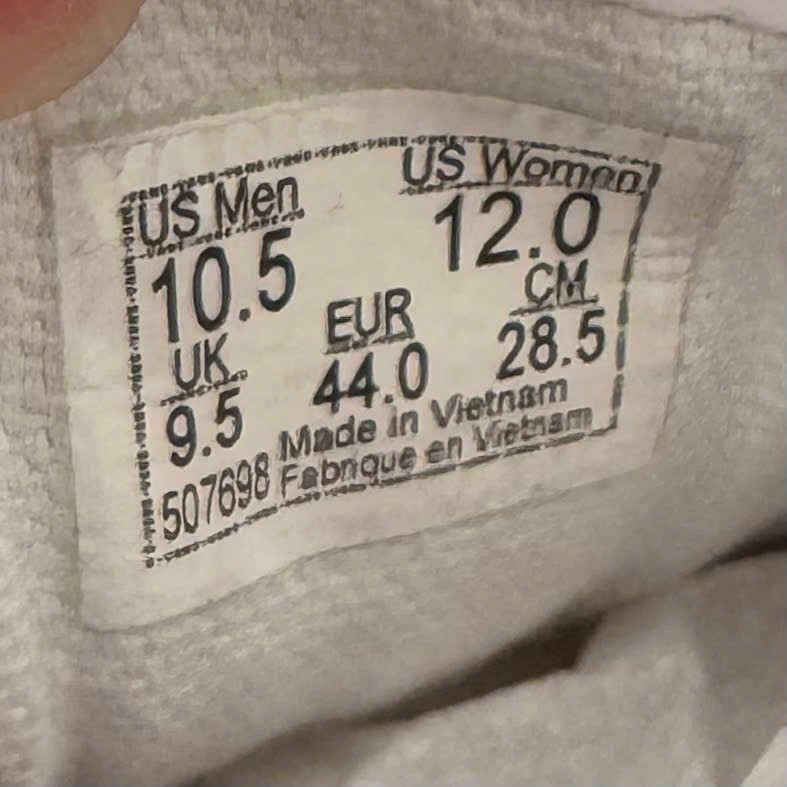 US Men US Women
10.5 12.0
UK EUR CM
9.5 44.0 28.5
507698 Made in Vietnam
Fabrique en Vietnam